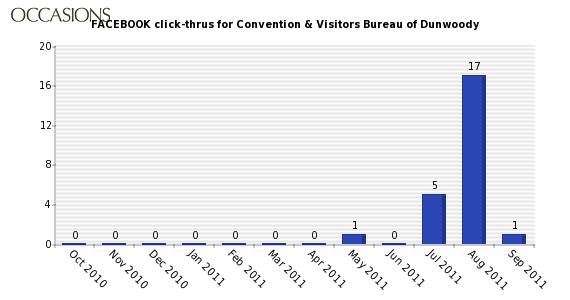 OCCASIONS
FACEBOOK click-thrus for Convention & Visitors Bureau of Dunwoody
20
16
12
8
4
0
0
0
0
0
0
0
0
1
0
5
17
1
Oct 2010
Nov 2010
Dec 2010
Jan 2011
Feb 2011
Mar 2011
Apr 2011
May 2011
Jun 2011
Jul 2011
Aug 2011
Sep 2011